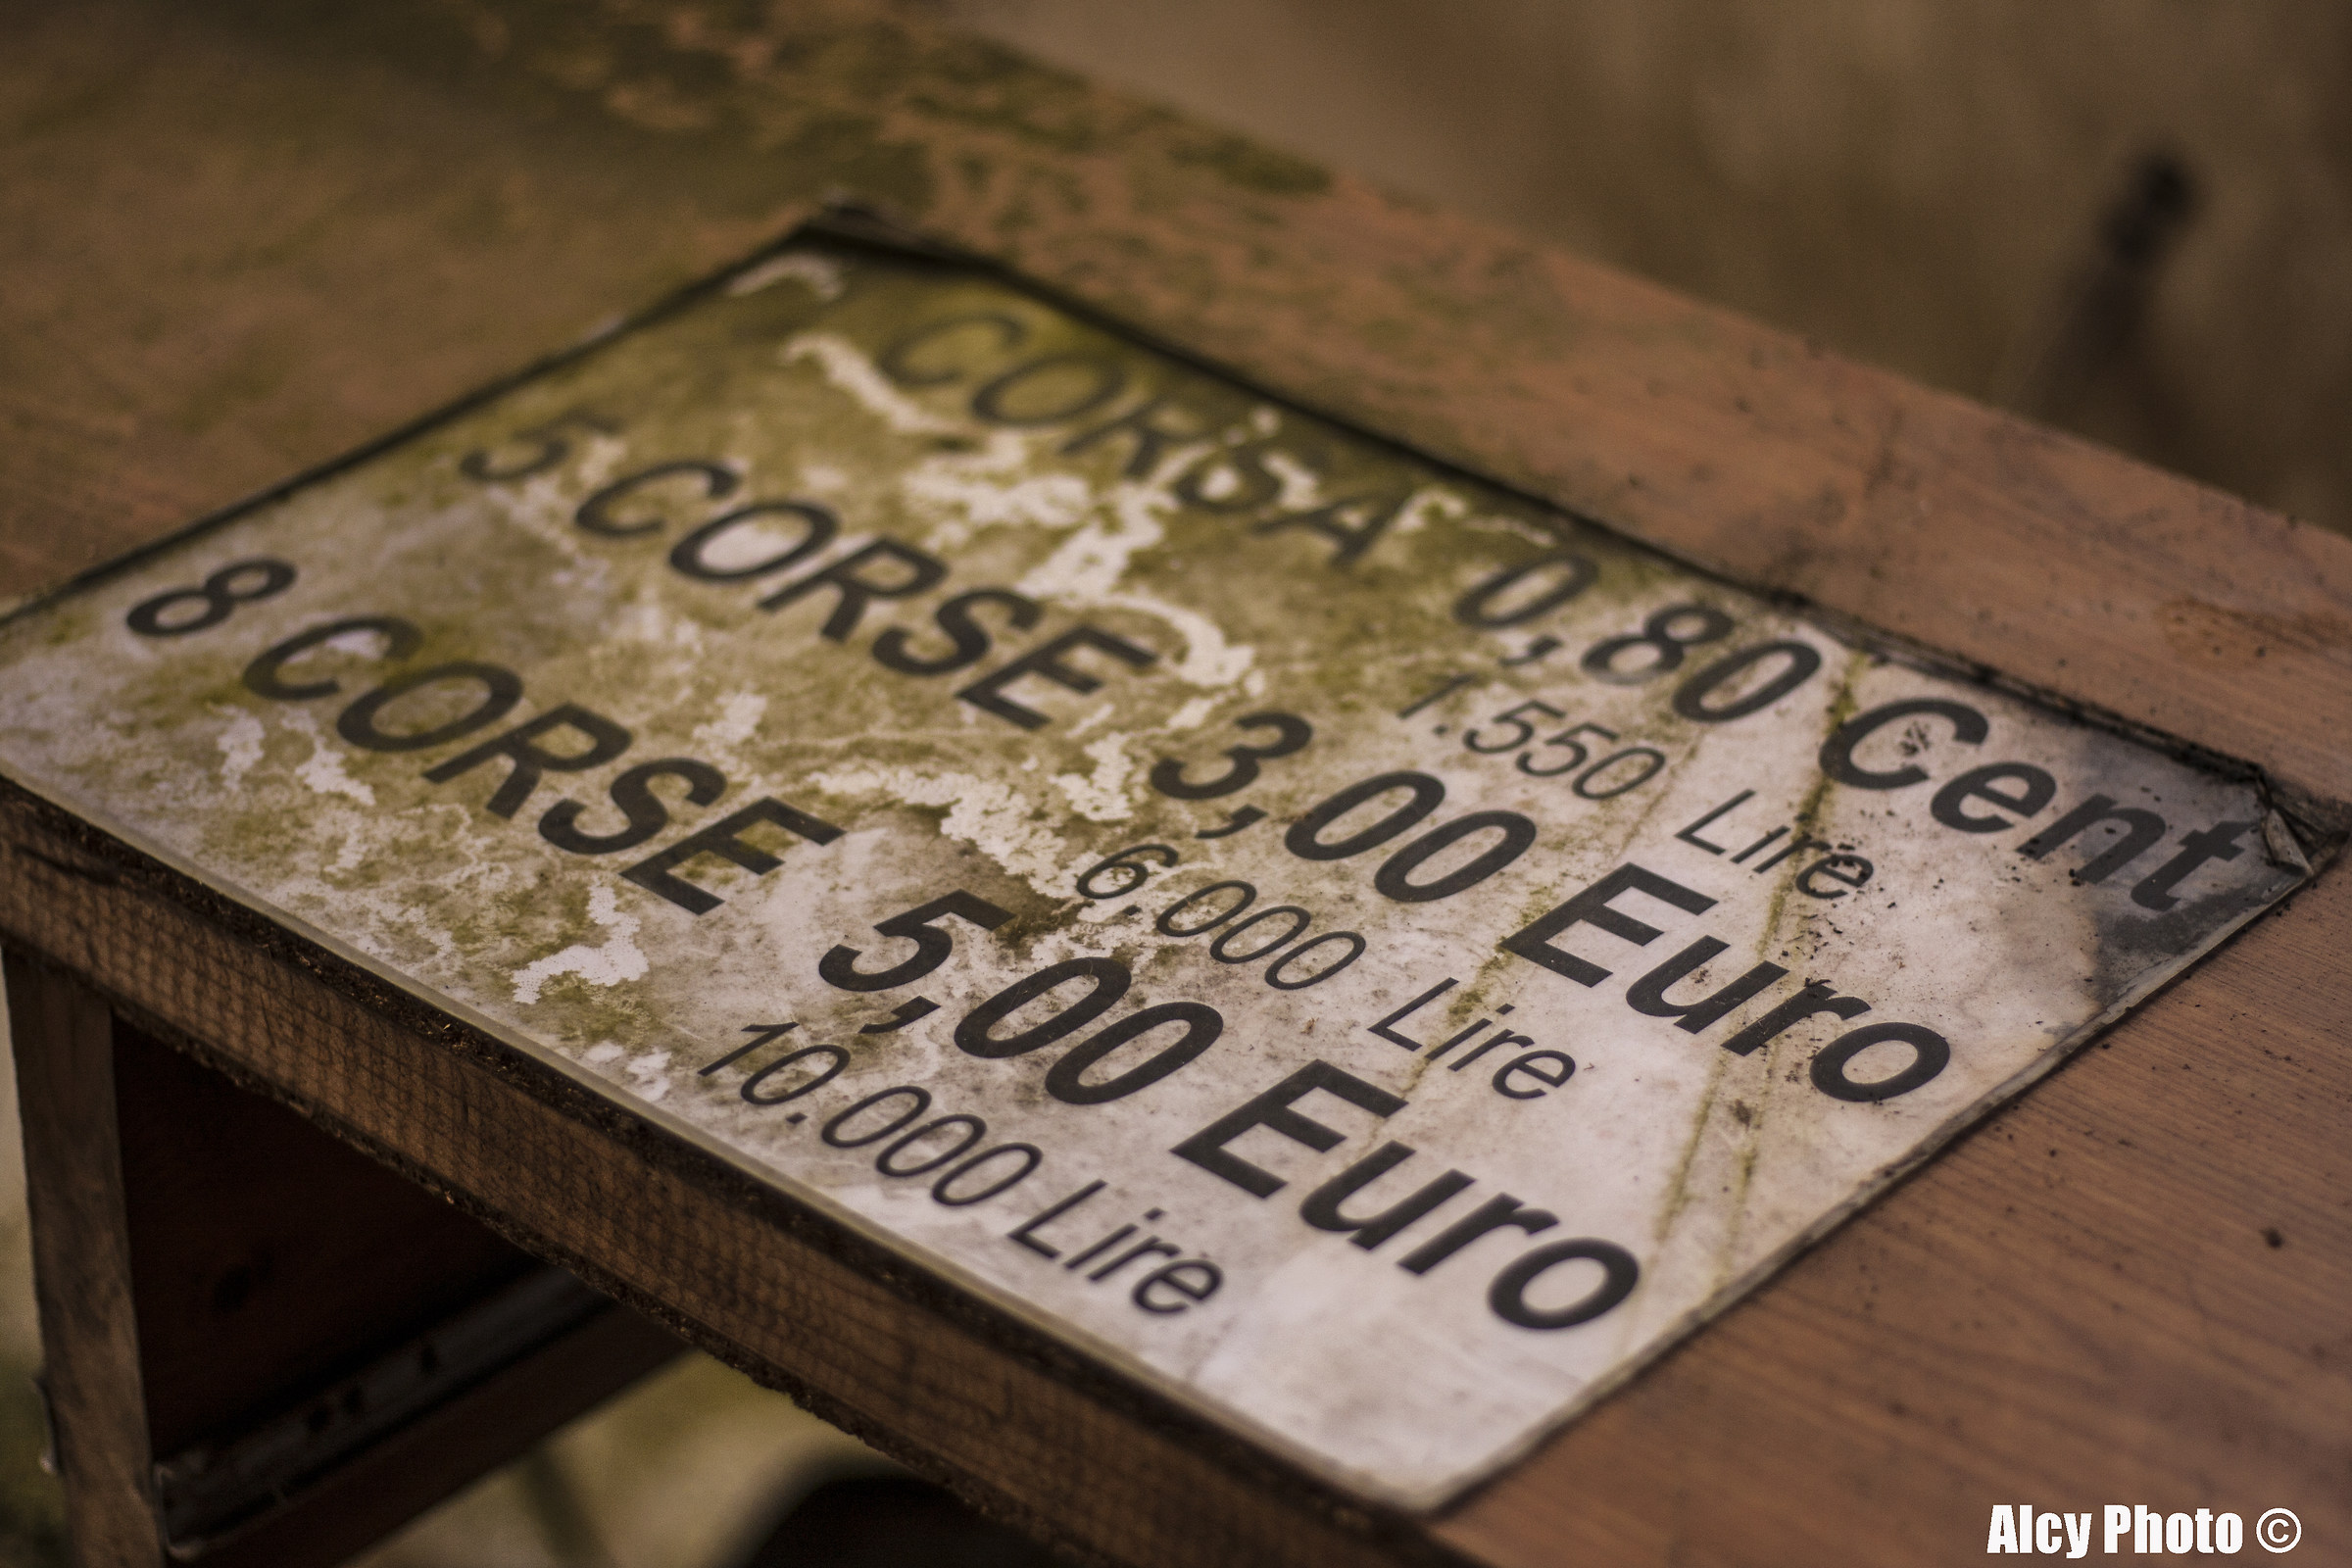 CORSA 0,80 Cent
1.550 Lire
5 CORSE 3,00 Euro
6.000 Lire
8 CORSE 5,00 Euro
10.000 Lire
Alcy Photo ©